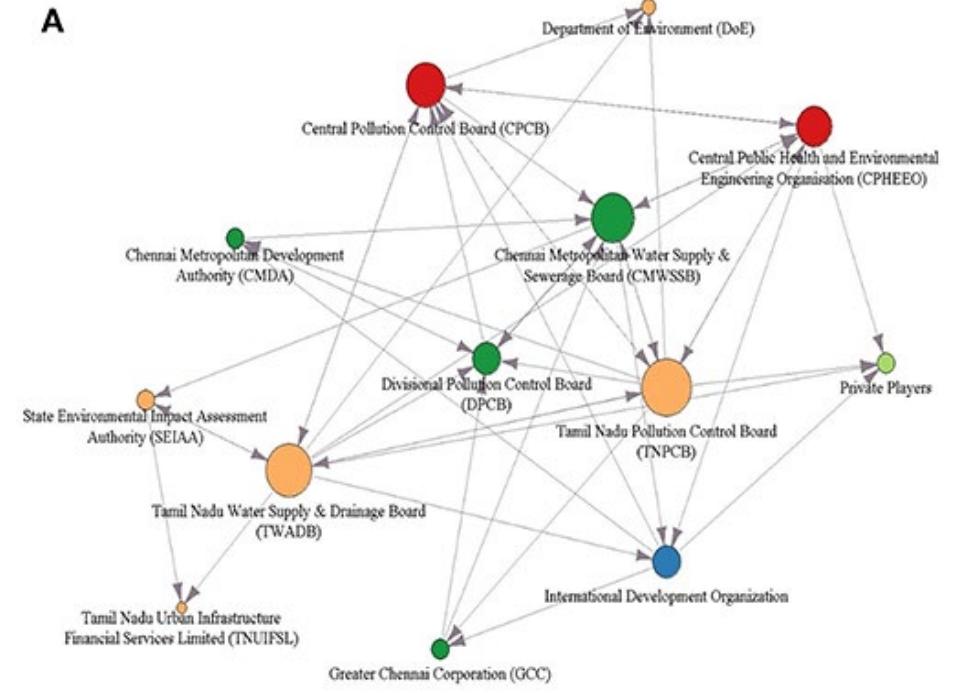 A
Department of Environment (DoE)
Central Pollution Control Board (CPCB)
Central Public Health and Environmental
Engineering Organisation (CPHEEO)
Chennai Metropolitan Development
Authority (CMDA)
Chennai Metropolitan Water Supply &
Sewerage Board (CMWSSB)
Divisional Pollution Control Board
(DPCB)
Private Players
State Environmental Impact Assessment
Authority (SEIAA)
Tamil Nadu Pollution Control Board
(TNPCB)
Tamil Nadu Water Supply & Drainage Board
(TWADB)
International Development Organization
Tamil Nadu Urban Infrastructure
Financial Services Limited (TNUIFSL)
Greater Chennai Corporation (GCC)